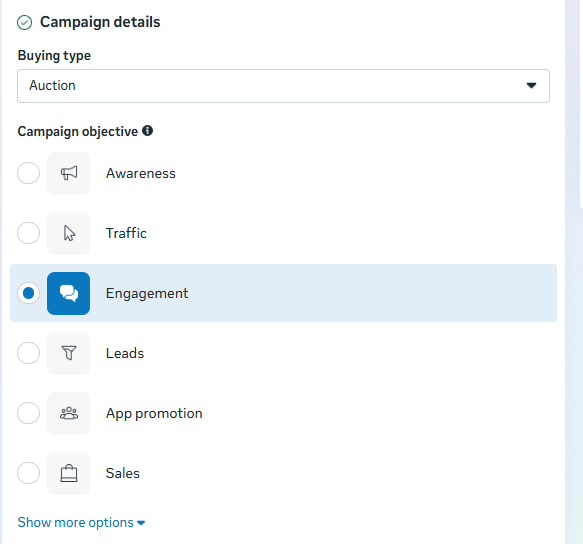 Campaign details
Buying type
Auction
Campaign objective
Awareness
Traffic
Engagement
Leads
App promotion
Sales
Show more options